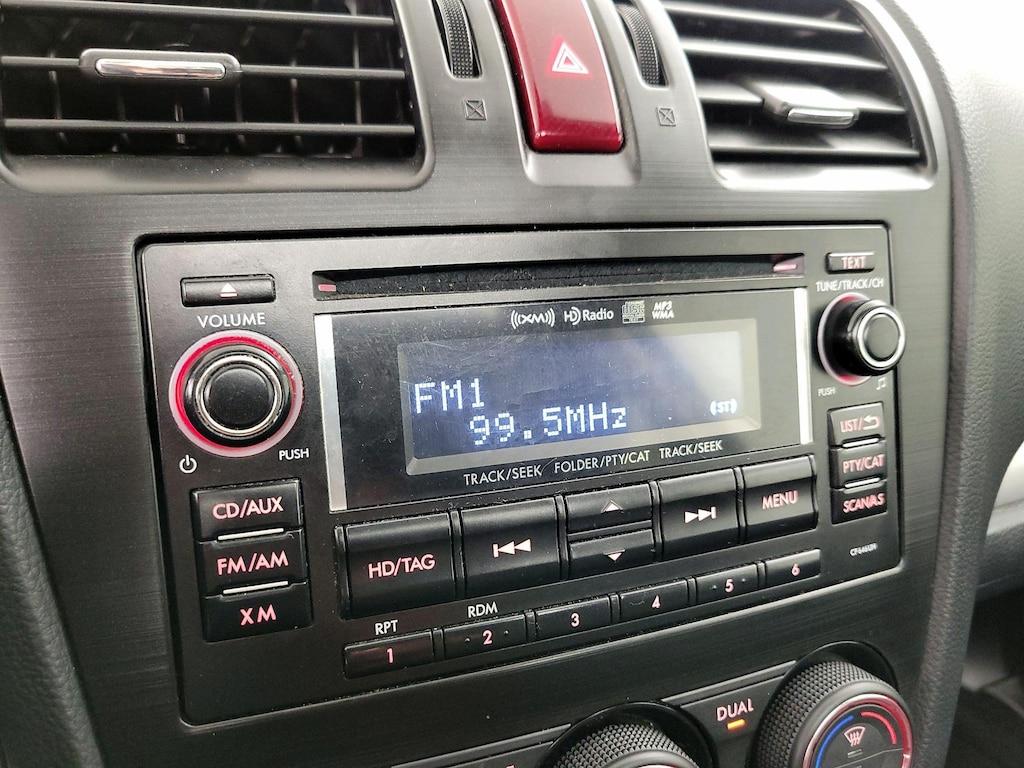 TEXT
VOLUME
TUNE/TRACK/CH
((XM)) HD Radio MP3
WMA
FM1
99.5MHz (ST)
PUSH
PUSH
TRACK/SEEK FOLDER/PTY/CAT TRACK/SEEK
LIST/
PTY/CAT
SCAN/AS
CD/AUX
FM/AM
XM
HD/TAG
MENU
RPT RDM
1 2 3 4 5 6
DUAL